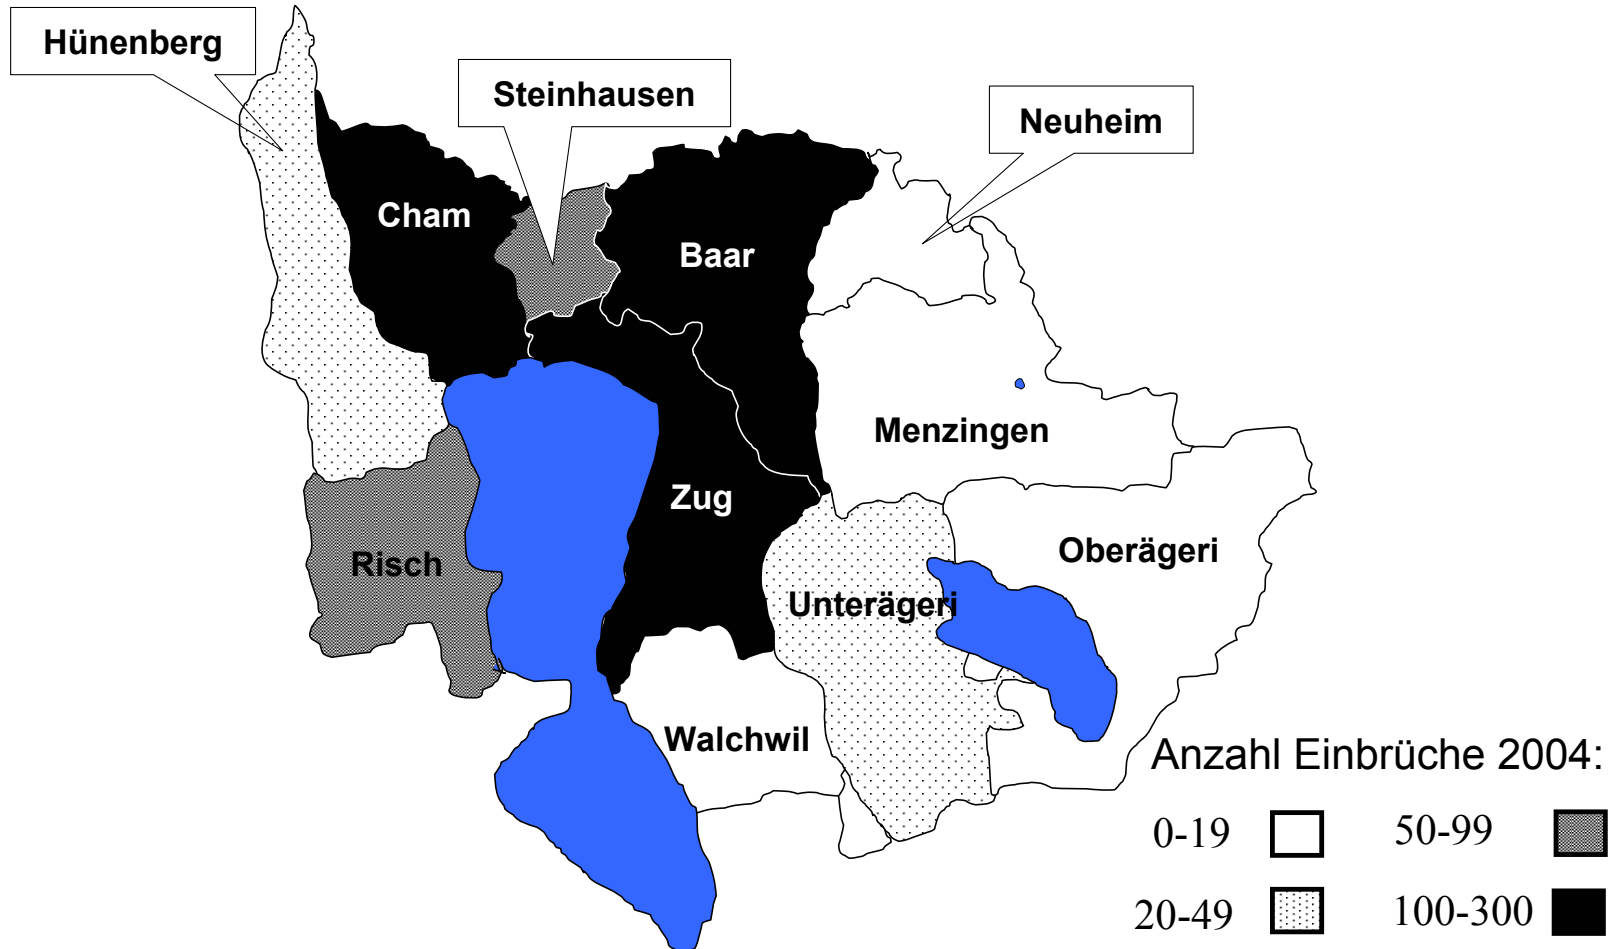 Hünenberg
Steinhausen
Neuheim
Cham
Baar
Menzingen
Zug
Oberägeri
Risch
Unterägeri
Walchwil
Anzahl Einbrüche 2004:
0-19 50-99
20-49 100-300